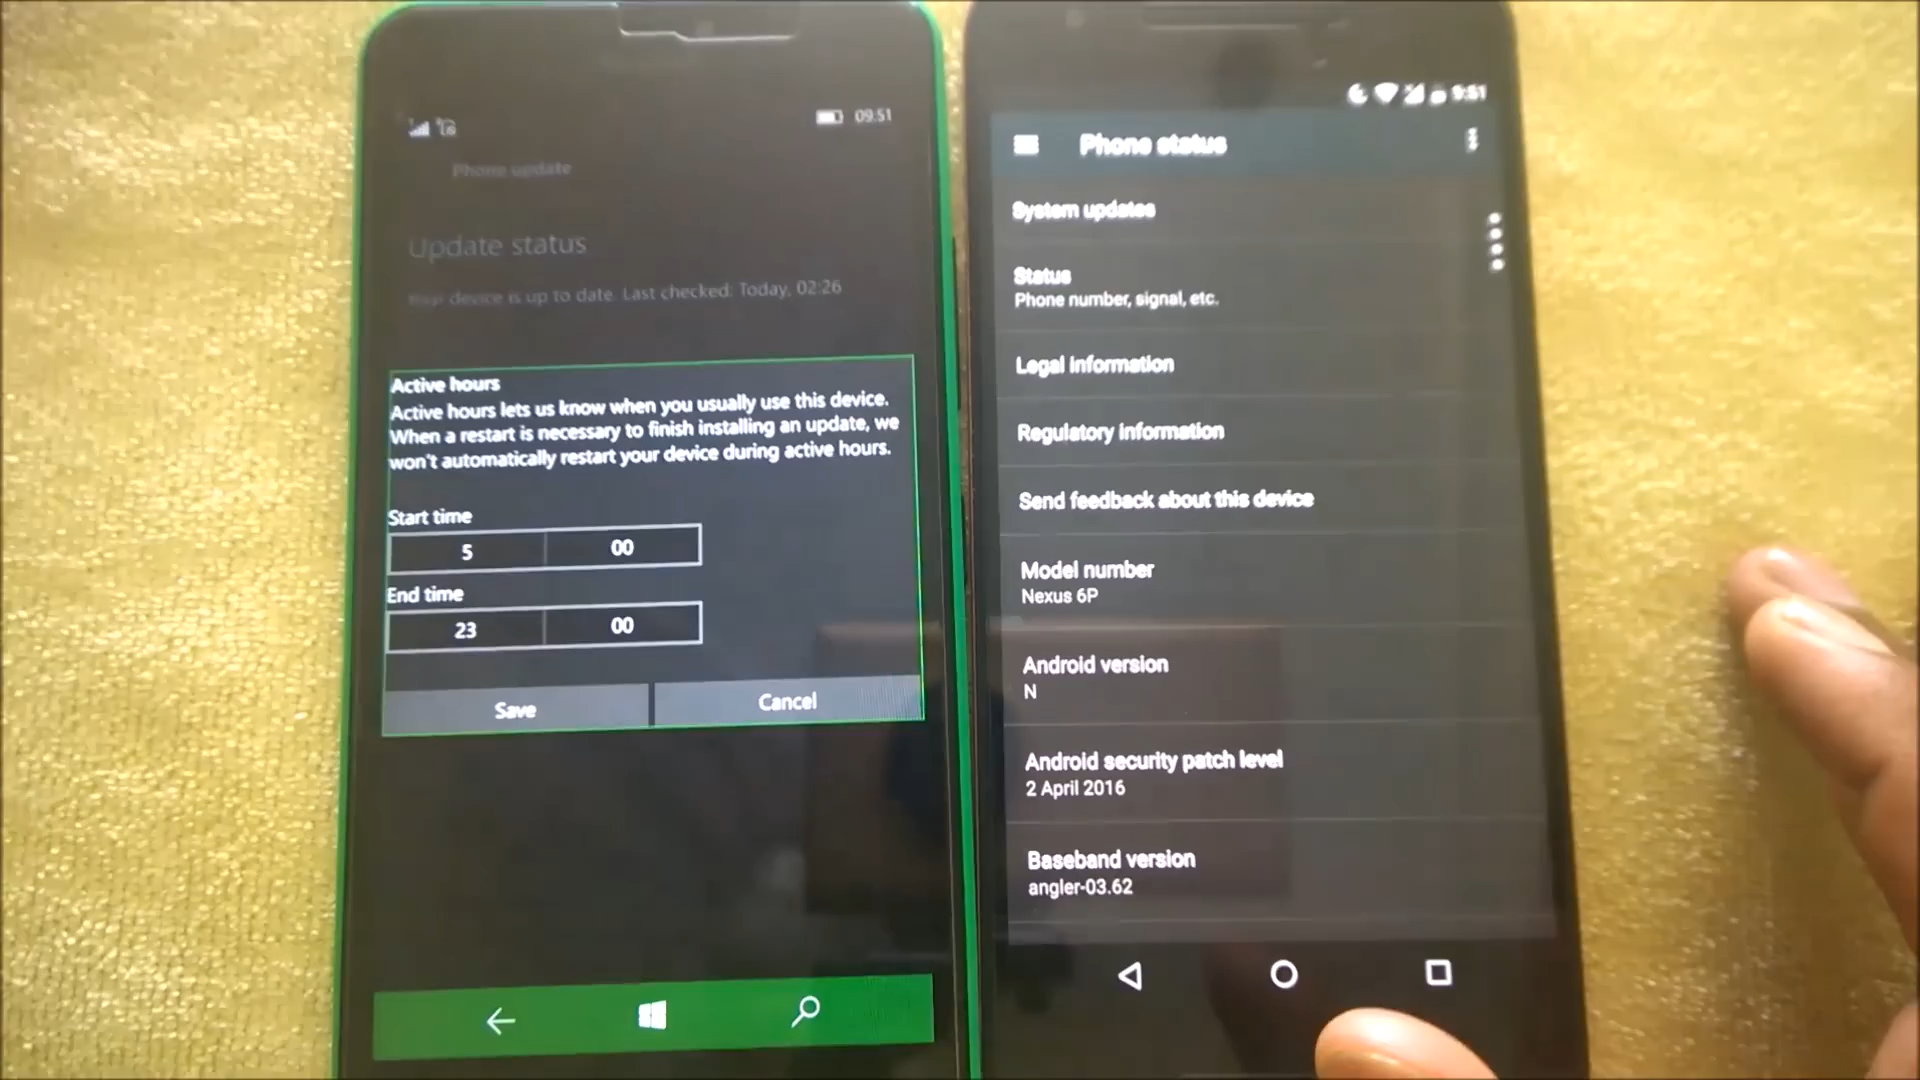 09:51
Phone update
Update status
Your device is up to date. Last checked: Today, 02:26
Active hours
Active hours lets us know when you usually use this device.
When a restart is necessary to finish installing an update, we
won't automatically restart your device during active hours.
Start time
5 00
End time
23 00
Save Cancel
9:51
Phone status
System updates
Status
Phone number, signal, etc.
Legal information
Regulatory information
Send feedback about this device
Model number
Nexus 6P
Android version
N
Android security patch level
2 April 2016
Baseband version
angler-03.62